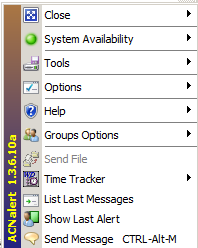 Close
System Availability
Tools
Options
Help
Groups Options
Send File
Time Tracker
List Last Messages
Show Last Alert
Send Message CTRL-Alt-M
ACNalert 1.3.6.10a